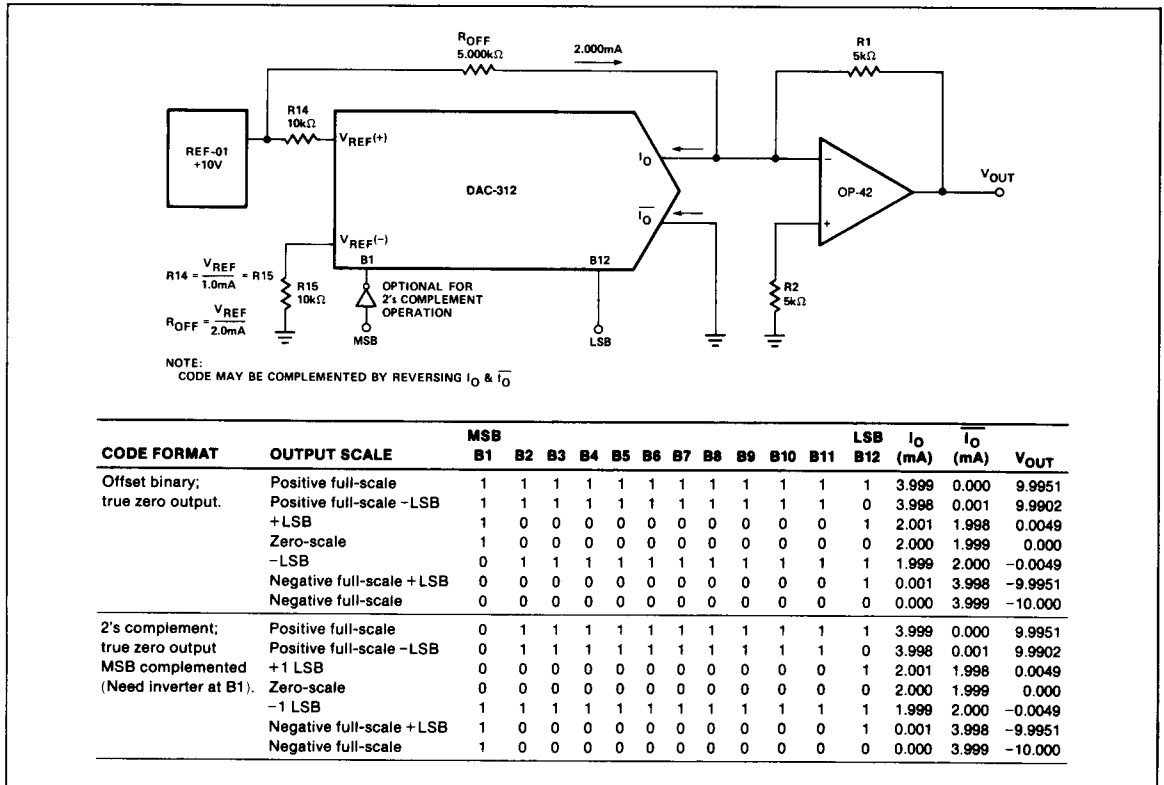 ROFF
5.000kΩ
2.000mA
R1
5kΩ
REF-01
+10V
R14
10kΩ
VREF(+)
IO
DAC-312
IO
OP-42
VOUT
VREF(−)
B1
B12
R14 = VREF/1.0mA = R15
ROFF = VREF/2.0mA
R15
10kΩ
OPTIONAL FOR
2's COMPLEMENT
OPERATION
MSB
LSB
R2
5kΩ
−
+
NOTE:
CODE MAY BE COMPLEMENTED BY REVERSING IO & I̅O̅
MSB LSB IO I̅O̅
CODE FORMAT OUTPUT SCALE B1 B2 B3 B4 B5 B6 B7 B8 B9 B10 B11 B12 (mA) (mA) VOUT
Offset binary; Positive full-scale 1 1 1 1 1 1 1 1 1 1 1 1 3.999 0.000 9.9951
true zero output. Positive full-scale −LSB 1 1 1 1 1 1 1 1 1 1 1 0 3.998 0.001 9.9902
+LSB 1 0 0 0 0 0 0 0 0 0 0 1 2.001 1.998 0.0049
Zero-scale 1 0 0 0 0 0 0 0 0 0 0 0 2.000 1.999 0.000
−LSB 0 1 1 1 1 1 1 1 1 1 1 1 1.999 2.000 −0.0049
Negative full-scale +LSB 0 0 0 0 0 0 0 0 0 0 0 1 0.001 3.998 −9.9951
Negative full-scale 0 0 0 0 0 0 0 0 0 0 0 0 0.000 3.999 −10.000
2's complement; Positive full-scale 0 1 1 1 1 1 1 1 1 1 1 1 3.999 0.000 9.9951
true zero output Positive full-scale −LSB 0 1 1 1 1 1 1 1 1 1 1 0 3.998 0.001 9.9902
MSB complemented +1 LSB 0 0 0 0 0 0 0 0 0 0 0 1 2.001 1.998 0.0049
(Need inverter at B1). Zero-scale 0 0 0 0 0 0 0 0 0 0 0 0 2.000 1.999 0.000
−1 LSB 1 1 1 1 1 1 1 1 1 1 1 1 1.999 2.000 −0.0049
Negative full-scale +LSB 1 0 0 0 0 0 0 0 0 0 0 1 0.001 3.998 −9.9951
Negative full-scale 1 0 0 0 0 0 0 0 0 0 0 0 0.000 3.999 −10.000